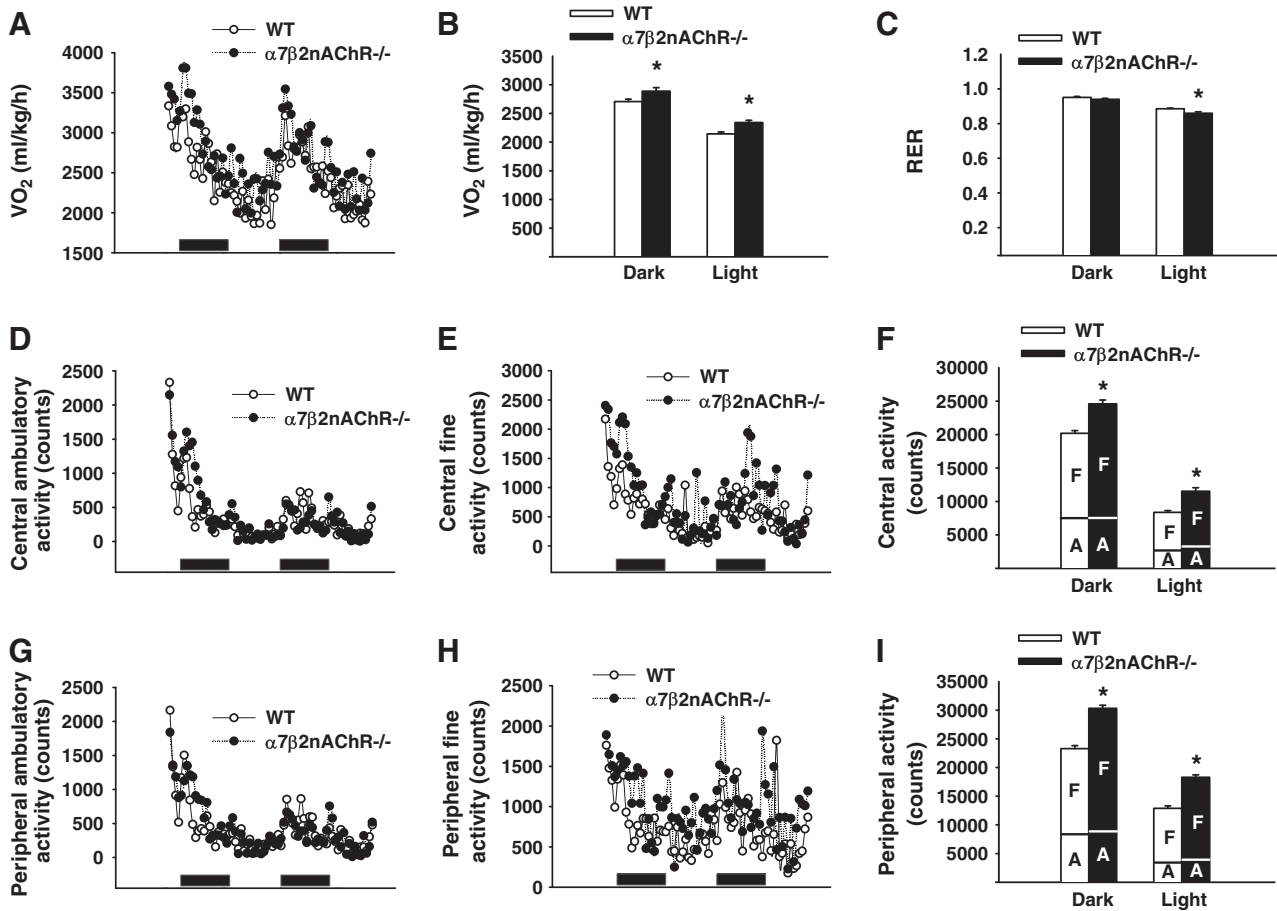 A
WT
α7β2nAChR-/-
VO2 (ml/kg/h)
4000
3500
3000
2500
2000
1500
B
WT
α7β2nAChR-/-
VO2 (ml/kg/h)
3500
3000
2500
2000
1500
1000
500
*
*
Dark
Light
C
WT
α7β2nAChR-/-
RER
1.2
1.0
0.8
0.6
0.4
0.2
*
Dark
Light
D
WT
α7β2nAChR-/-
Central ambulatory
activity (counts)
2500
2000
1500
1000
500
0
E
WT
α7β2nAChR-/-
Central fine
activity (counts)
3000
2500
2000
1500
1000
500
0
F
WT
α7β2nAChR-/-
Central activity
(counts)
30000
25000
20000
15000
10000
5000
*
*
F
F
F
F
A
A
A
A
Dark
Light
G
WT
α7β2nAChR-/-
Peripheral ambulatory
activity (counts)
2500
2000
1500
1000
500
0
H
WT
α7β2nAChR-/-
Peripheral fine
activity (counts)
2500
2000
1500
1000
500
0
I
WT
α7β2nAChR-/-
Peripheral activity
(counts)
35000
30000
25000
20000
15000
10000
5000
*
*
F
F
F
F
A
A
A
A
Dark
Light